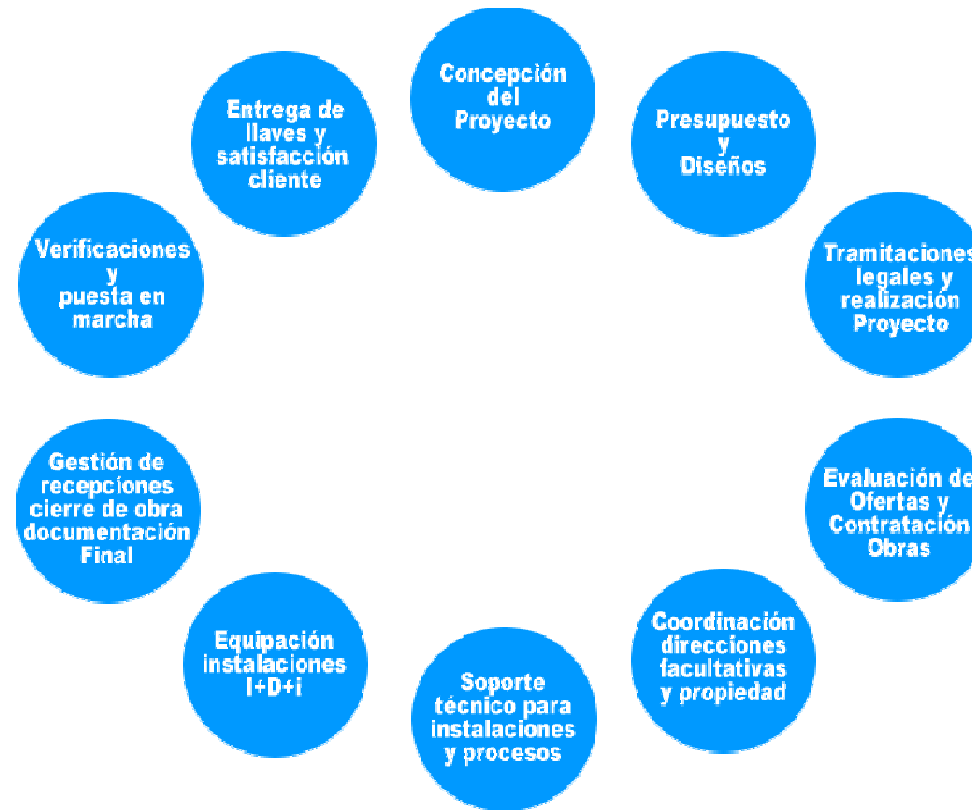 Concepción
del
Proyecto
Presupuesto
y
Diseños
Tramitaciones
legales y
realización
Proyecto
Evaluación de
Ofertas y
Contratación
Obras
Coordinación
direcciones
facultativas
y propiedad
Soporte
técnico para
instalaciones
y procesos
Equipación
instalaciones
I+D+i
Gestión de
recepciones
cierre de obra
documentación
Final
Verificaciones
y
puesta en
marcha
Entrega de
llaves y
satisfacción
cliente